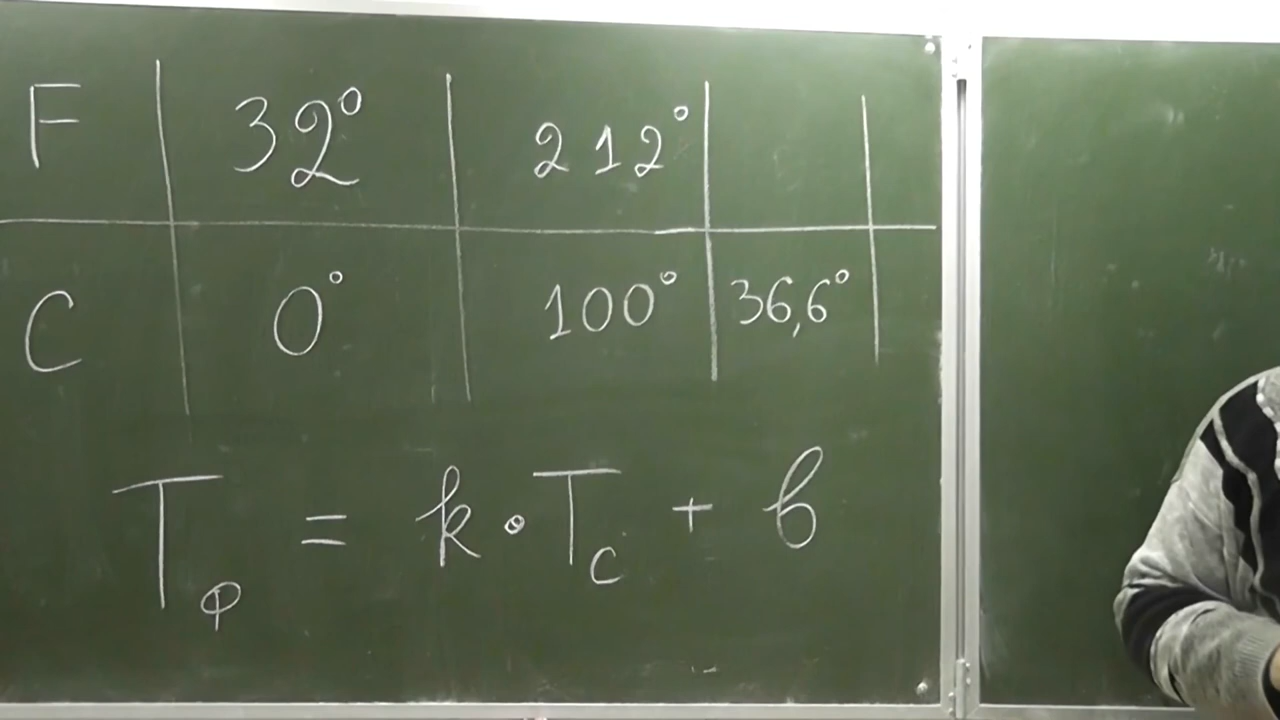 F 32° 212°
C 0° 100° 36,6°
Tф = k · Tc + b